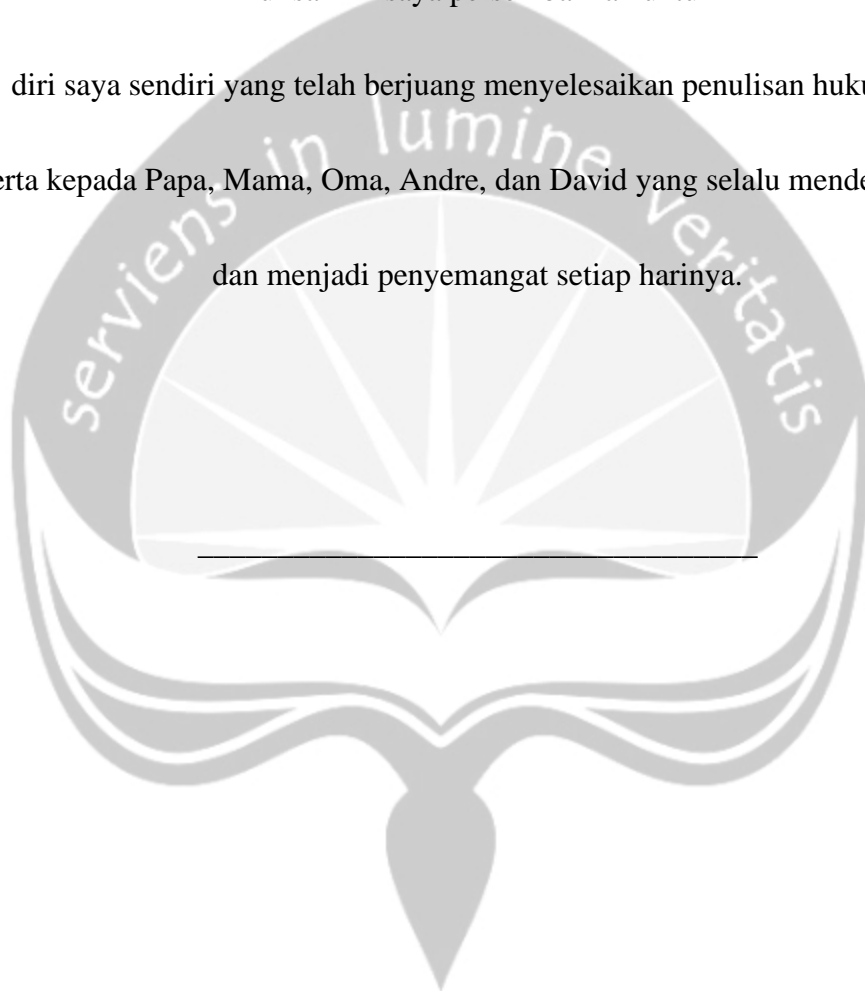 diri saya sendiri yang telah berjuang menyelesaikan penulisan
serta kepada Papa, Mama, Oma, Andre, dan David yang selalu
dan menjadi penyemangat setiap harinya.
serviens in lumine veritatis